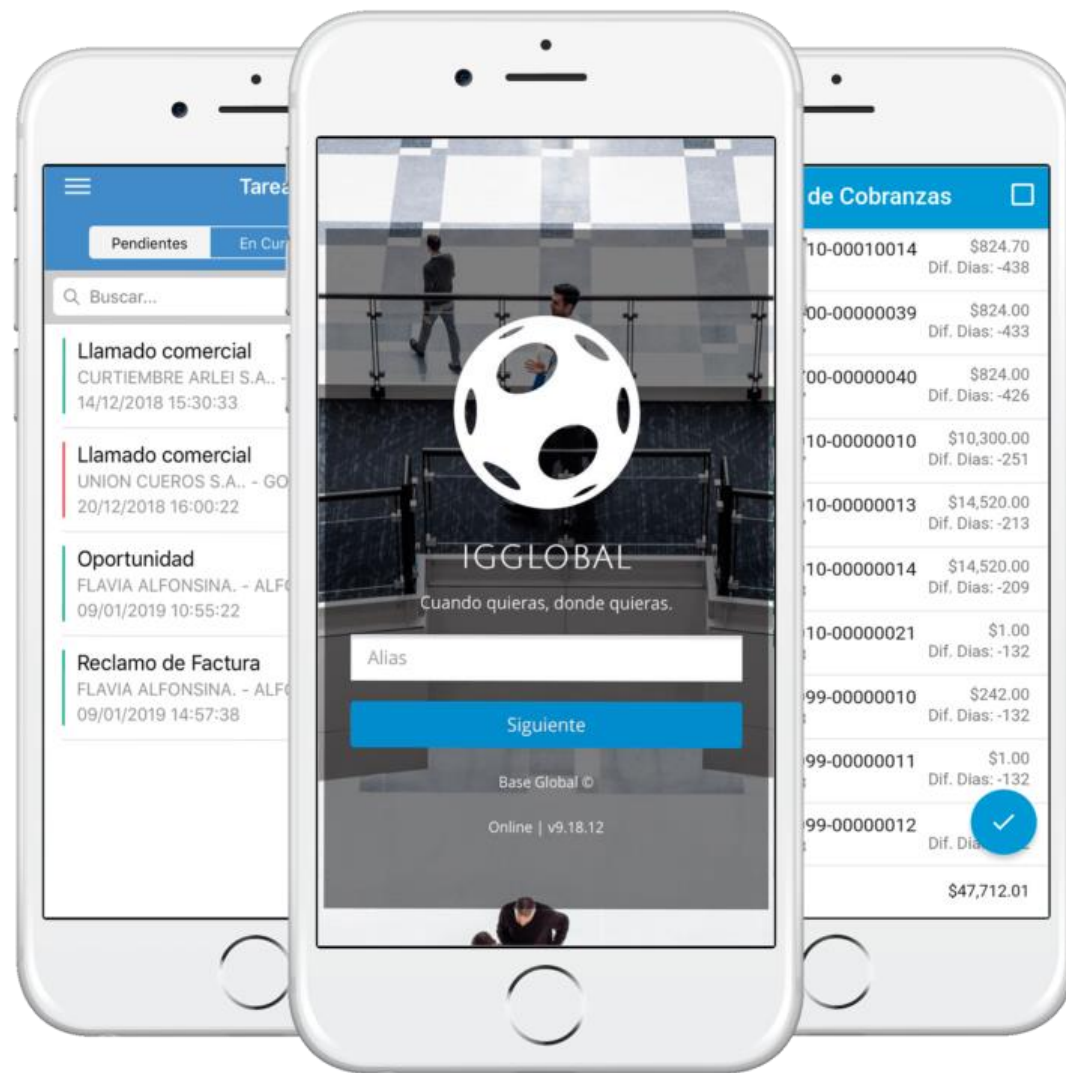 Tarea
Pendientes
En Cur
Buscar...
Llamado comercial
CURTIEMBRE ARLEI S.A.. -
14/12/2018 15:30:33
Llamado comercial
UNION CUEROS S.A.. - GO
20/12/2018 16:00:22
Oportunidad
FLAVIA ALFONSINA. - ALFO
09/01/2019 10:55:22
Reclamo de Factura
FLAVIA ALFONSINA. - ALFO
09/01/2019 14:57:38
IGGLOBAL
Cuando quieras, donde quieras.
Alias
Siguiente
Base Global ©
Online | v9.18.12
de Cobranzas
10-00010014 $824.70
Dif. Dias: -438
00-00000039 $824.00
Dif. Dias: -433
00-00000040 $824.00
Dif. Dias: -426
10-00000010 $10,300.00
Dif. Dias: -251
10-00000013 $14,520.00
Dif. Dias: -213
10-00000014 $14,520.00
Dif. Dias: -209
10-00000021 $1.00
Dif. Dias: -132
99-00000010 $242.00
Dif. Dias: -132
99-00000011 $1.00
Dif. Dias: -132
99-00000012
Dif. Dia
$47,712.01